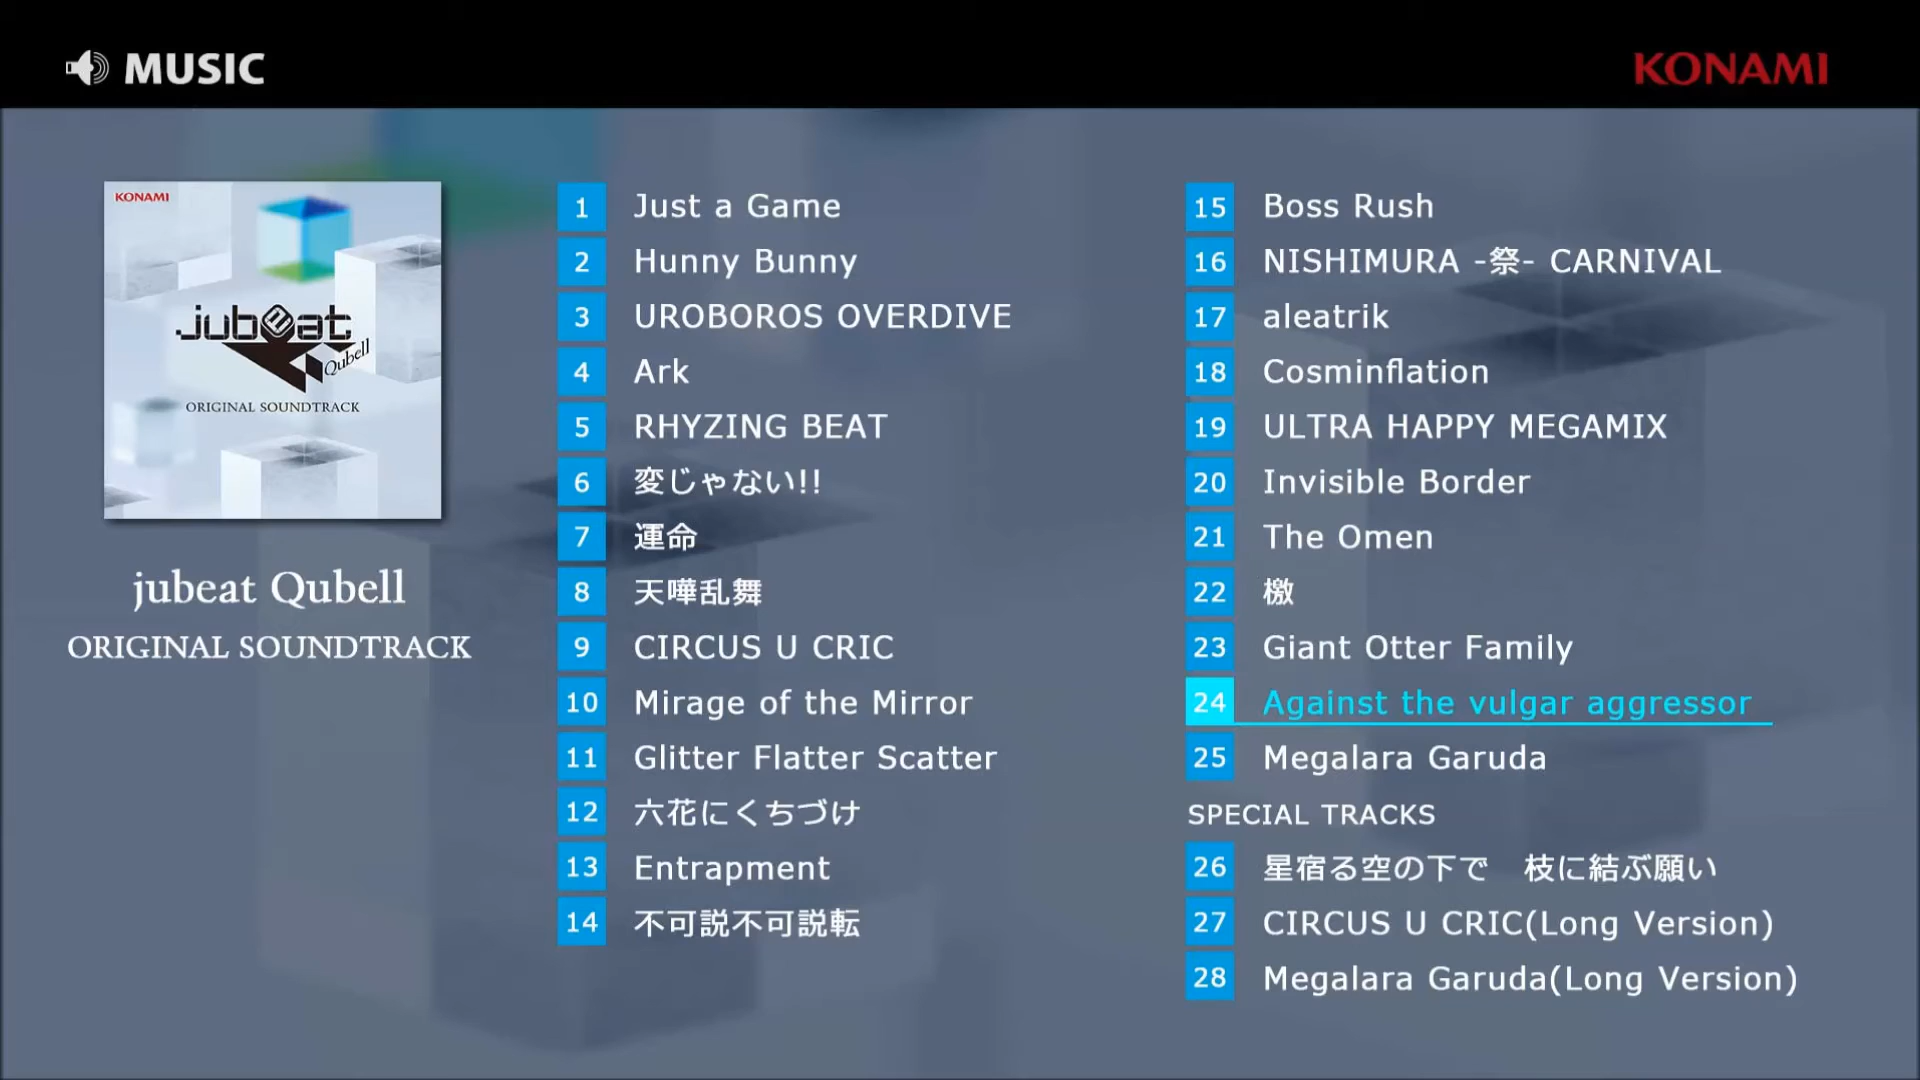 MUSIC
KONAMI
KONAMI
jubeat
Qubell
ORIGINAL SOUNDTRACK
jubeat Qubell
ORIGINAL SOUNDTRACK
1 Just a Game
2 Hunny Bunny
3 UROBOROS OVERDIVE
4 Ark
5 RHYZING BEAT
6 変じゃない!!
7 運命
8 天嘩乱舞
9 CIRCUS U CRIC
10 Mirage of the Mirror
11 Glitter Flatter Scatter
12 六花にくちづけ
13 Entrapment
14 不可説不可説転
15 Boss Rush
16 NISHIMURA -祭- CARNIVAL
17 aleatrik
18 Cosminflation
19 ULTRA HAPPY MEGAMIX
20 Invisible Border
21 The Omen
22 檄
23 Giant Otter Family
24 Against the vulgar aggressor
25 Megalara Garuda
SPECIAL TRACKS
26 星宿る空の下で　枝に結ぶ願い
27 CIRCUS U CRIC(Long Version)
28 Megalara Garuda(Long Version)